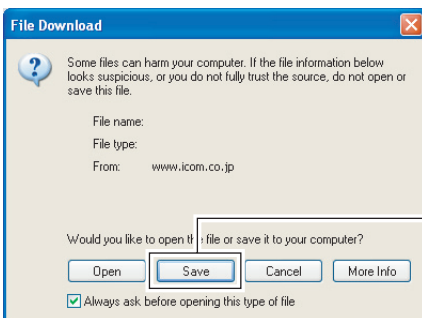 File Download
Some files can harm your computer. If the file information below
looks suspicious, or you do not fully trust the source, do not open or
save this file.
File name:
File type:
From: www.icom.co.jp
Would you like to open the file or save it to your computer?
Open Save Cancel More Info
Always ask before opening this type of file